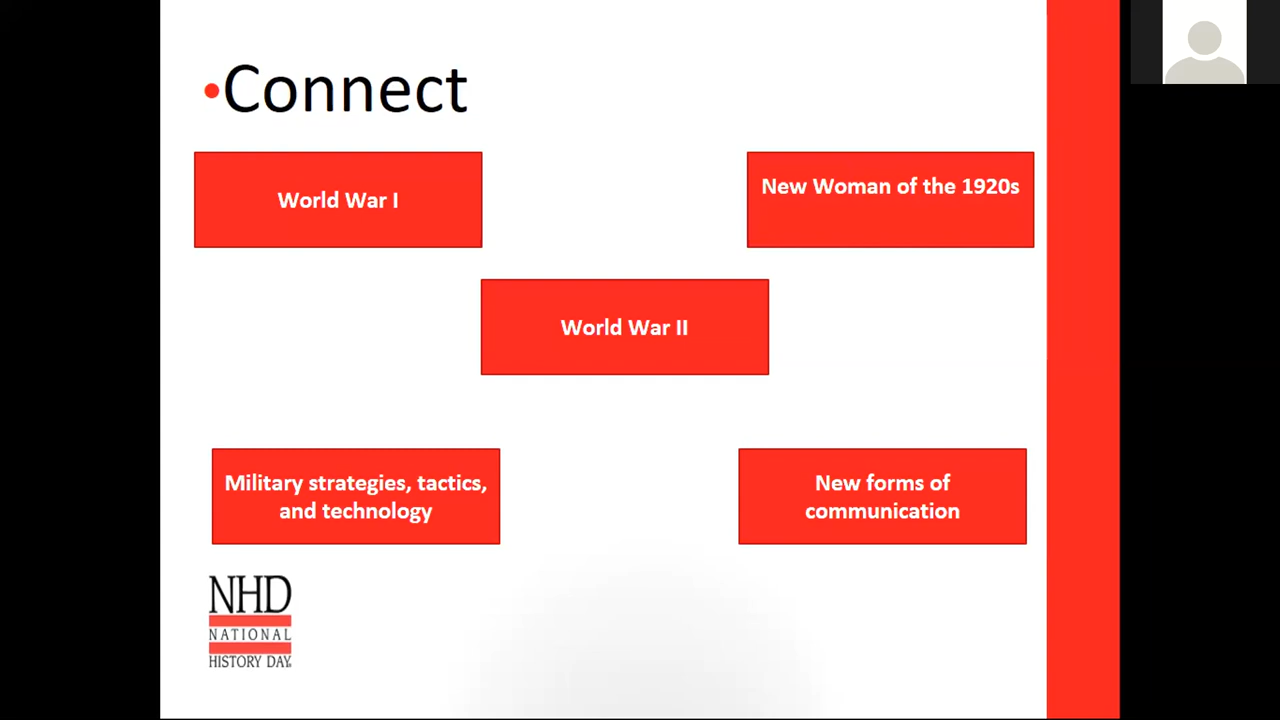 •Connect
World War I
New Woman of the 1920s
World War II
Military strategies, tactics,
and technology
New forms of
communication
NHD
NATIONAL
HISTORY DAY